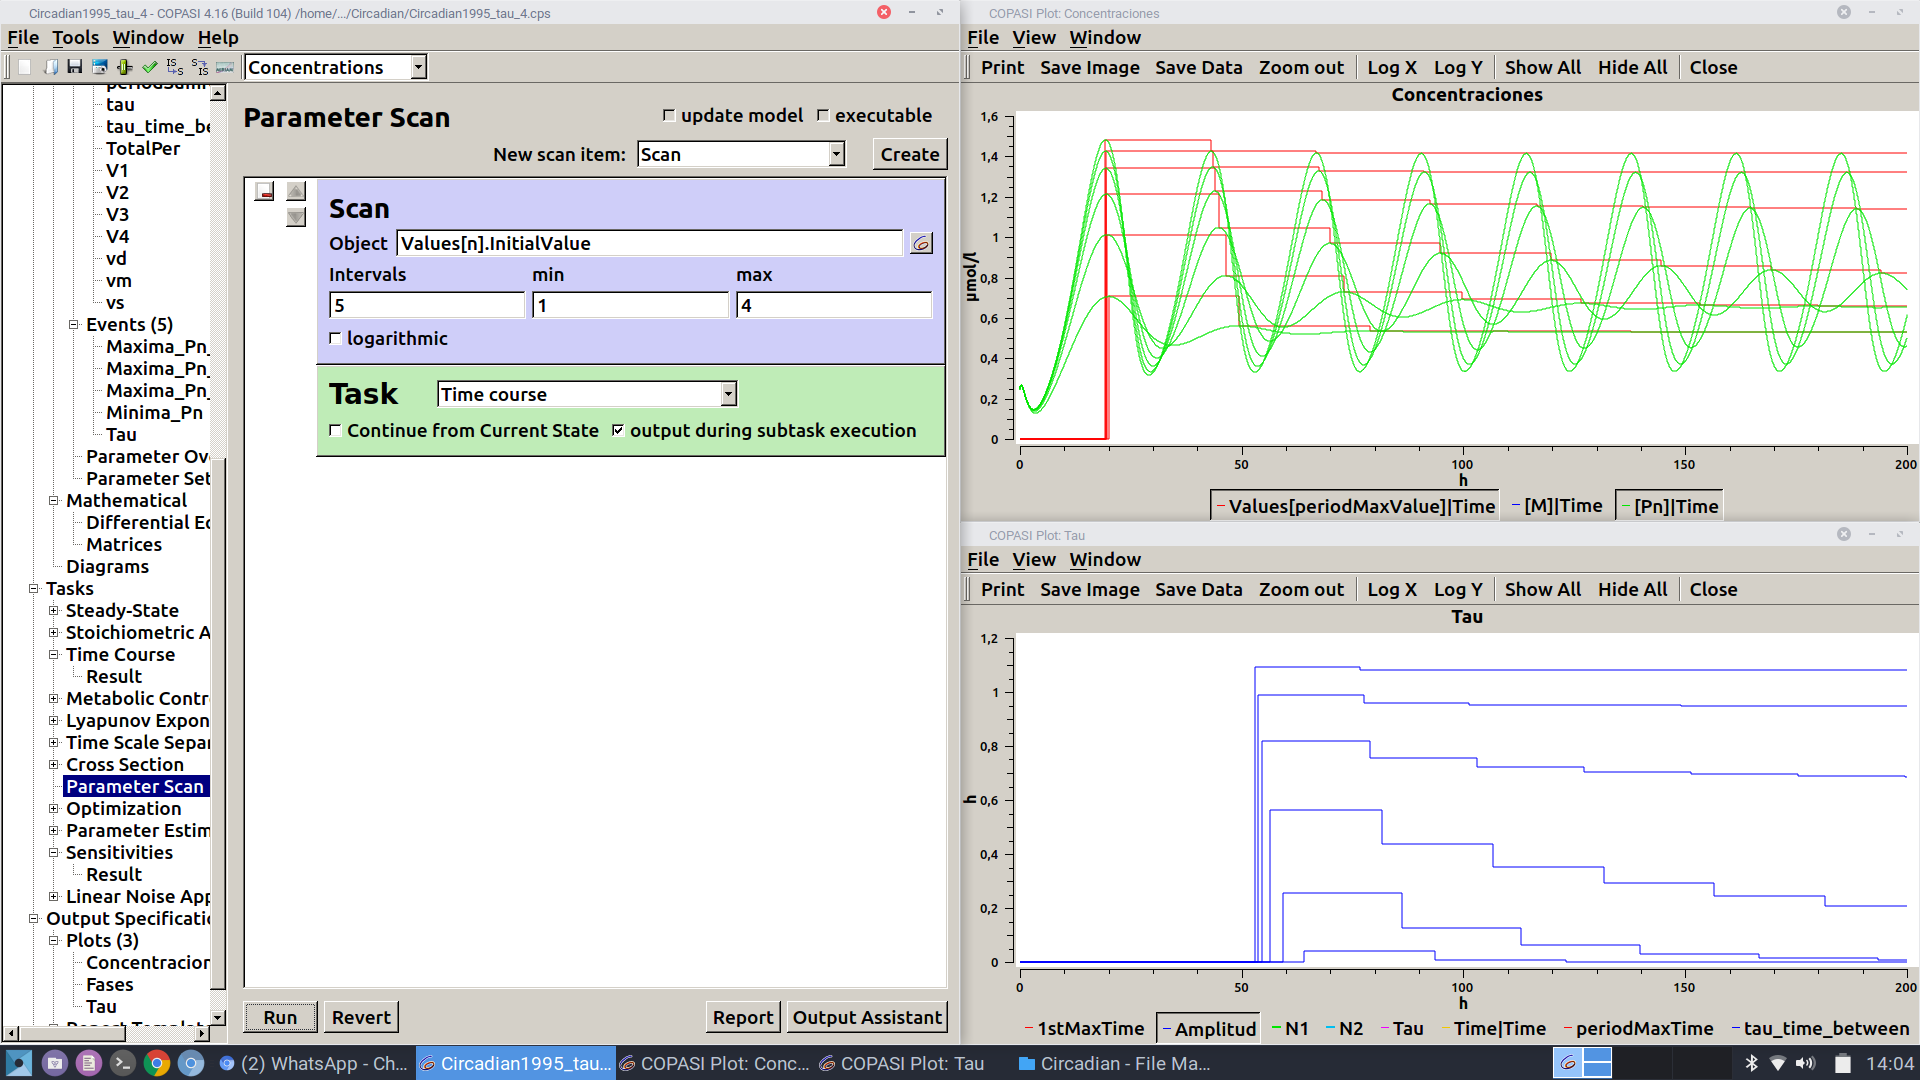 Circadian1995_tau_4 - COPASI 4.16 (Build 104) /home/.../Circadian/Circadian1995_tau_4.cps
File Tools Window Help
Concentrations
tau
tau_time_be
TotalPer
V1
V2
V3
V4
vd
vm
vs
Events (5)
Maxima_Pn_
Maxima_Pn_
Maxima_Pn_
Minima_Pn
Tau
Parameter Ov
Parameter Set
Mathematical
Differential Ec
Matrices
Diagrams
Tasks
Steady-State
Stoichiometric A
Time Course
Result
Metabolic Contr
Lyapunov Expon
Time Scale Sepa
Cross Section
Parameter Scan
Optimization
Parameter Estim
Sensitivities
Result
Linear Noise App
Output Specificati
Plots (3)
Concentracior
Fases
Tau
Parameter Scan
update model executable
New scan item: Scan Create
Scan
Object Values[n].InitialValue
Intervals min max
5 1 4
logarithmic
Task Time course
Continue from Current State output during subtask execution
Run Revert Report Output Assistant
COPASI Plot: Concentraciones
File View Window
Print Save Image Save Data Zoom out Log X Log Y Show All Hide All Close
Concentraciones
1,6
1,4
1,2
1
0,8
0,6
0,4
0,2
0
µmol/l
0 50 100 150 200
h
Values[periodMaxValue]|Time [M]|Time [Pn]|Time
COPASI Plot: Tau
File View Window
Print Save Image Save Data Zoom out Log X Log Y Show All Hide All Close
Tau
1,2
1
0,8
0,6
0,4
0,2
0
h
0 50 100 150 200
h
1stMaxTime Amplitud N1 N2 Tau Time|Time periodMaxTime tau_time_between
(2) WhatsApp - Ch... Circadian1995_tau... COPASI Plot: Conc... COPASI Plot: Tau Circadian - File Ma... 14:04